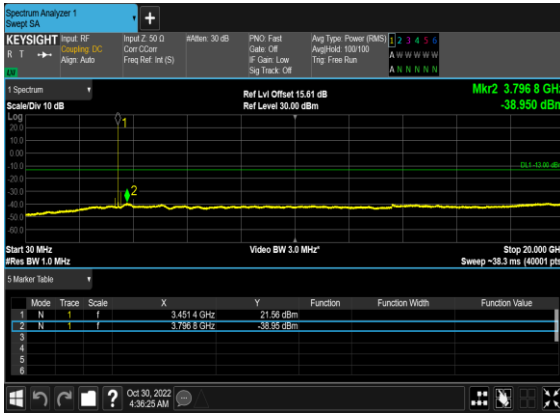 Spectrum Analyzer 1
Swept SA
+
KEYSIGHT Input: RF Input Z: 50 Ω #Atten: 30 dB PNO: Fast Avg Type: Power (RMS) 1 2 3 4 5 6
R T Coupling: DC Corr CCorr Gate: Off Avg|Hold: 100/100 A W W W W W
Align: Auto Freq Ref: Int (S) IF Gain: Low Trig: Free Run
Sig Track: Off A N N N N N
1 Spectrum Ref Lvl Offset 15.61 dB Mkr2 3.796 8 GHz
Scale/Div 10 dB Ref Level 30.00 dBm -38.950 dBm
Log
1
20.0
10.0
0.00
-10.0 DL1 -13.00 dBm
-20.0
-30.0 2
-40.0
-50.0
-60.0
Start 30 MHz Video BW 3.0 MHz* Stop 20.000 GHz
#Res BW 1.0 MHz Sweep ~38.3 ms (40001 pts)
5 Marker Table
Mode Trace Scale X Y Function Function Width Function Value
1 N 1 f 3.451 4 GHz 21.56 dBm
2 N 1 f 3.796 8 GHz -38.95 dBm
3
4
5
6
? Oct 30, 2022
4:36:25 AM